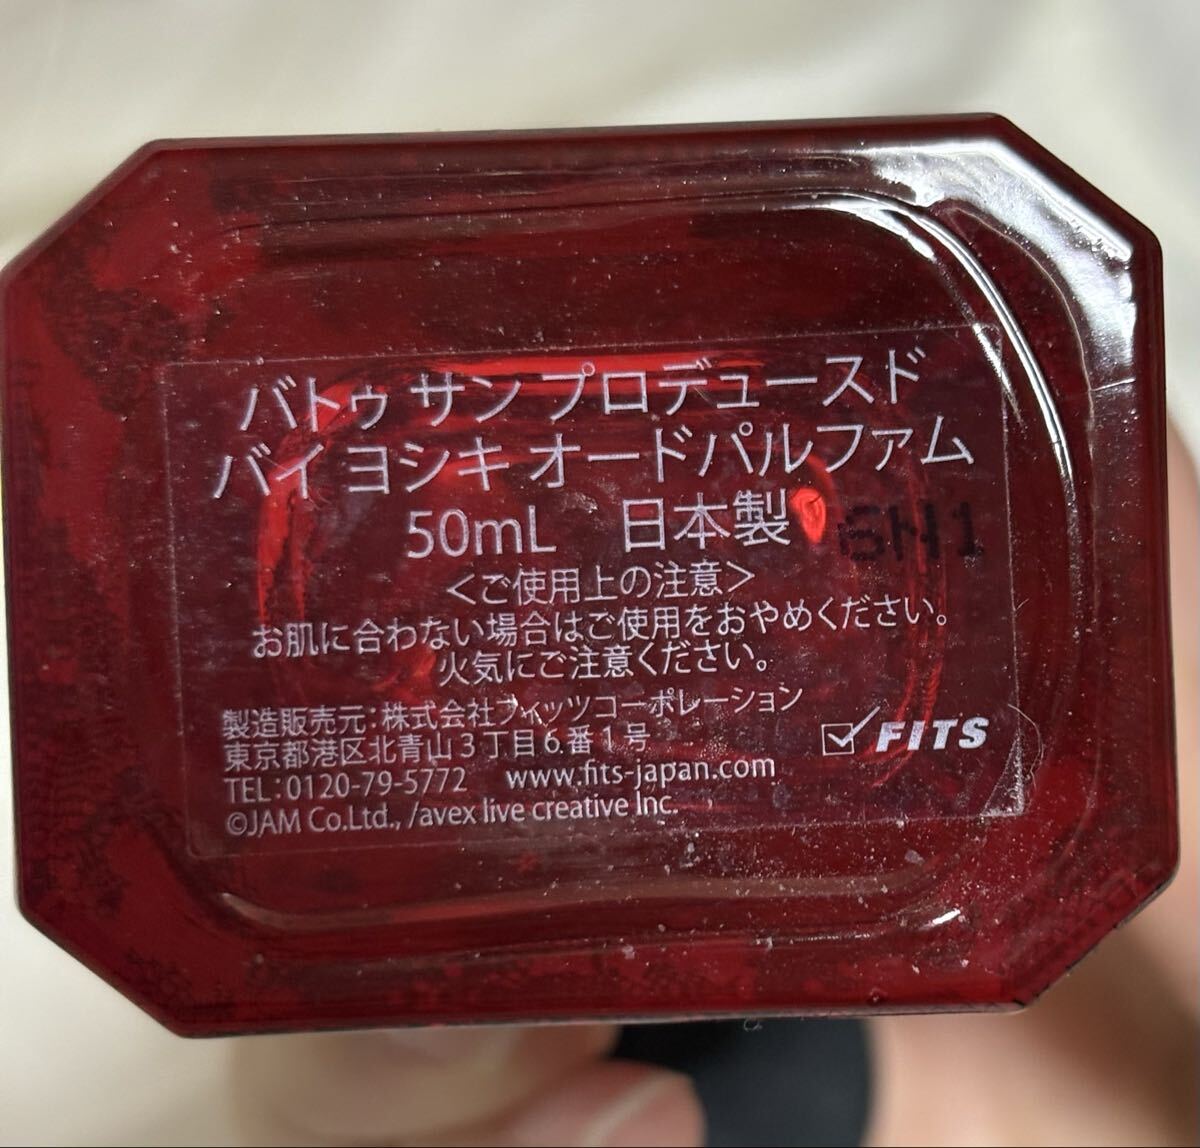 バトゥ サン プロデュースド
バイ ヨシキ オードパルファム
50mL 日本製 6H1
＜ご使用上の注意＞
お肌に合わない場合はご使用をおやめください。
火気にご注意ください。
製造販売元：株式会社フィッツコーポレーション
東京都港区北青山3丁目6番1号
FITS
TEL：0120-79-5772 www.fits-japan.com
©JAM Co.Ltd., /avex live creative Inc.